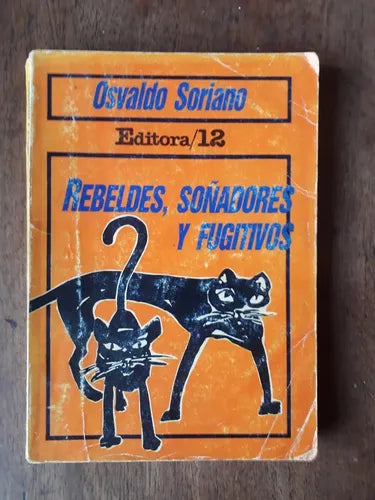 Osvaldo Soriano
Editora/12
REBELDES, SOÑADORES
Y FUGITIVOS